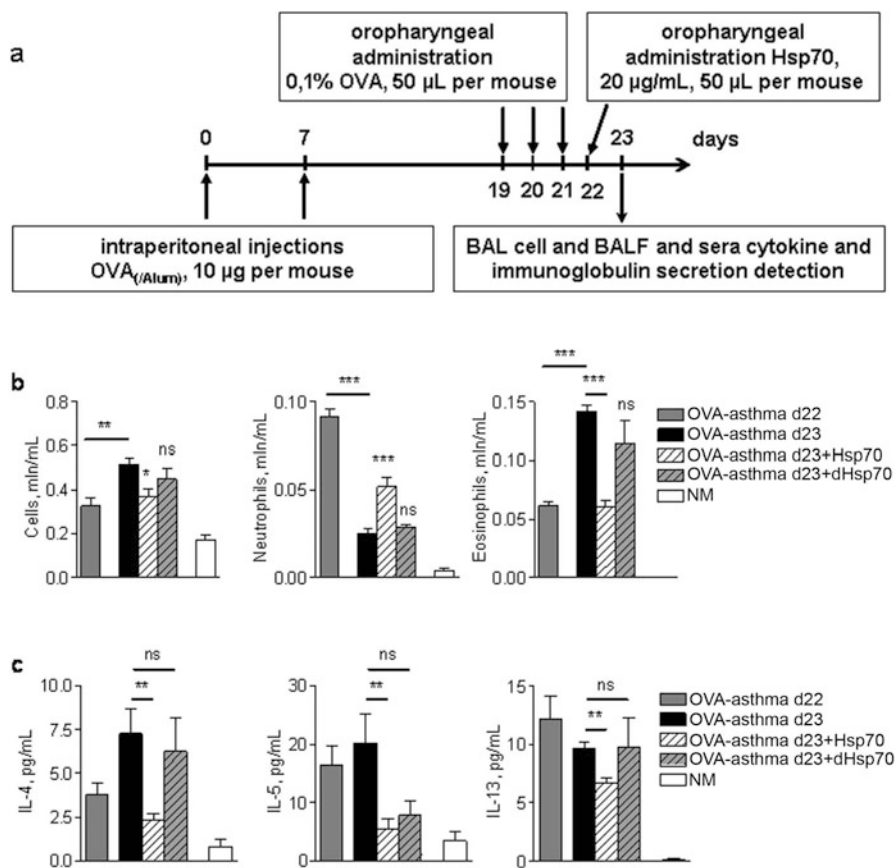 a
oropharyngeal
administration
0,1% OVA, 50 µL per mouse
oropharyngeal
administration Hsp70,
20 µg/mL, 50 µL per mouse
0
7
23
days
19
20
21
22
intraperitoneal injections
OVA(/Alum), 10 µg per mouse
BAL cell and BALF and sera cytokine and
immunoglobulin secretion detection
b
Cells, mln/mL
0.8
0.6
0.4
0.2
0.0
**
*
ns
Neutrophils, mln/mL
0.10
0.05
0.00
***
***
ns
Eosinophils, mln/mL
0.15
0.10
0.05
0.00
***
***
ns
OVA-asthma d22
OVA-asthma d23
OVA-asthma d23+Hsp70
OVA-asthma d23+dHsp70
NM
c
IL-4, pg/mL
10.0
7.5
5.0
2.5
0.0
ns
**
IL-5, pg/mL
30
20
10
0
ns
**
IL-13, pg/mL
15
10
5
0
ns
**
OVA-asthma d22
OVA-asthma d23
OVA-asthma d23+Hsp70
OVA-asthma d23+dHsp70
NM